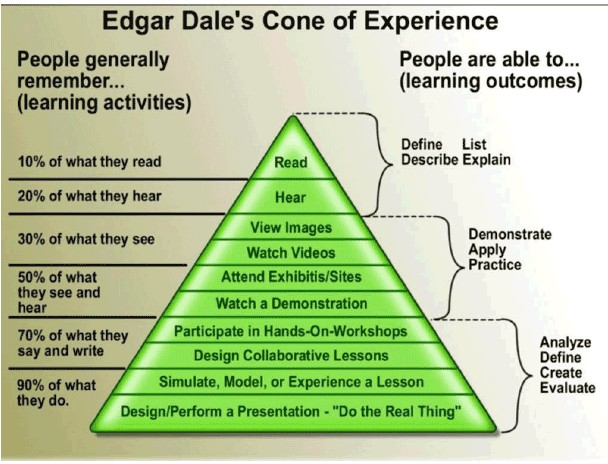 Edgar Dale's Cone of Experience
People generally
remember...
(learning activities)
People are able to...
(learning outcomes)
10% of what they read
20% of what they hear
30% of what they see
50% of what
they see and
hear
70% of what they
say and write
90% of what
they do.
Read
Hear
View Images
Watch Videos
Attend Exhibitis/Sites
Watch a Demonstration
Participate in Hands-On-Workshops
Design Collaborative Lessons
Simulate, Model, or Experience a Lesson
Design/Perform a Presentation - "Do the Real Thing"
Define List
Describe Explain
Demonstrate
Apply
Practice
Analyze
Define
Create
Evaluate